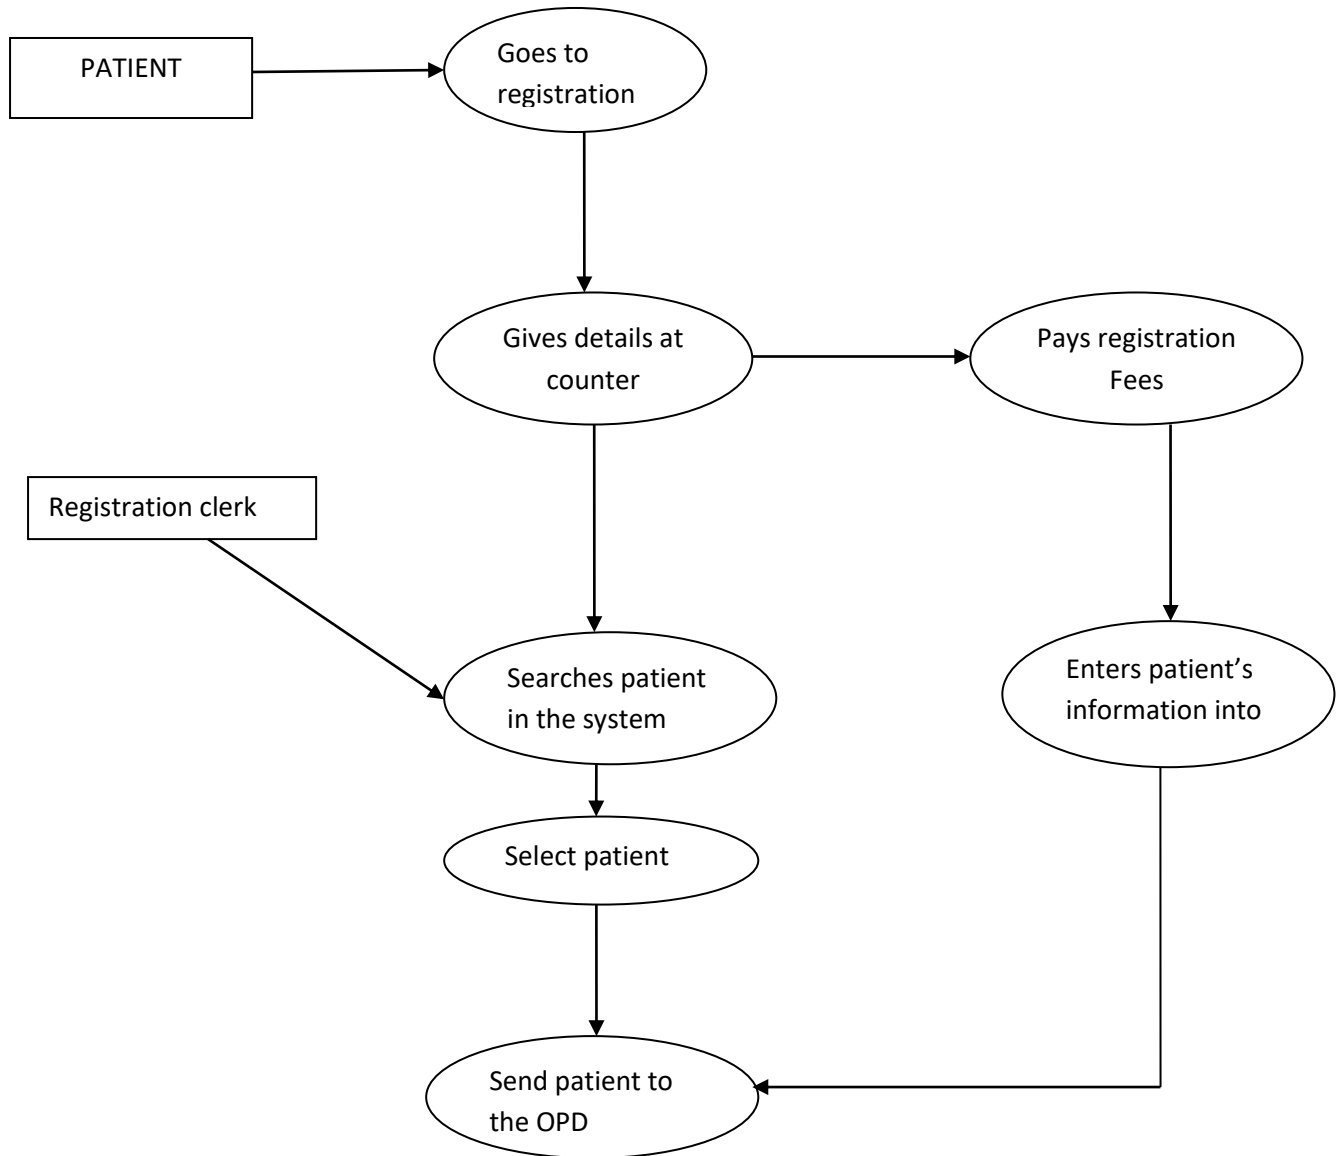 PATIENT
Goes to
registration
Gives details at
counter
Pays registration
Fees
Registration clerk
Searches patient
in the system
Enters patient’s
information into
Select patient
Send patient to
the OPD